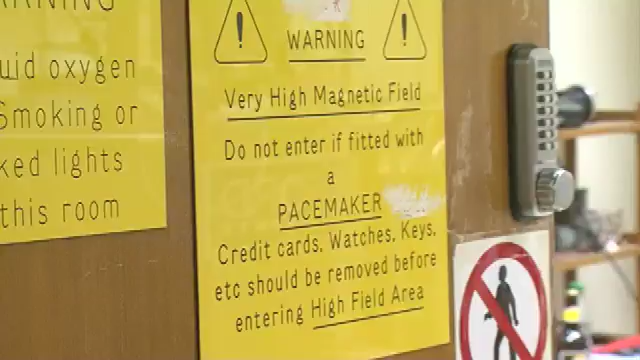 WARNING
uid oxygen
Smoking or
ked lights
this room
WARNING
Very High Magnetic Field
Do not enter if fitted with
a
PACEMAKER
Credit cards, Watches, Keys,
etc should be removed before
entering High Field Area